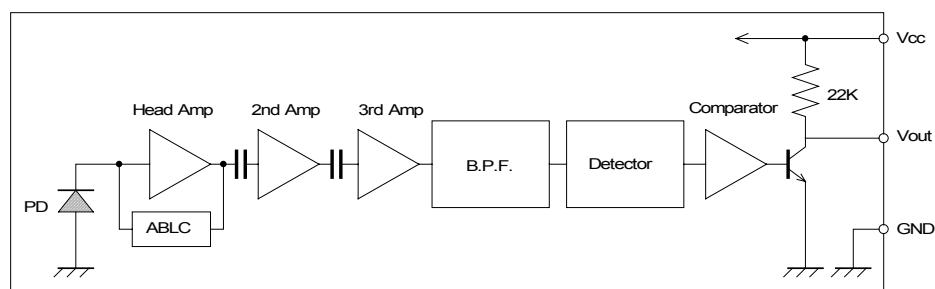 Vcc
22K
Head Amp
2nd Amp
3rd Amp
Comparator
Vout
B.P.F.
Detector
PD
ABLC
GND